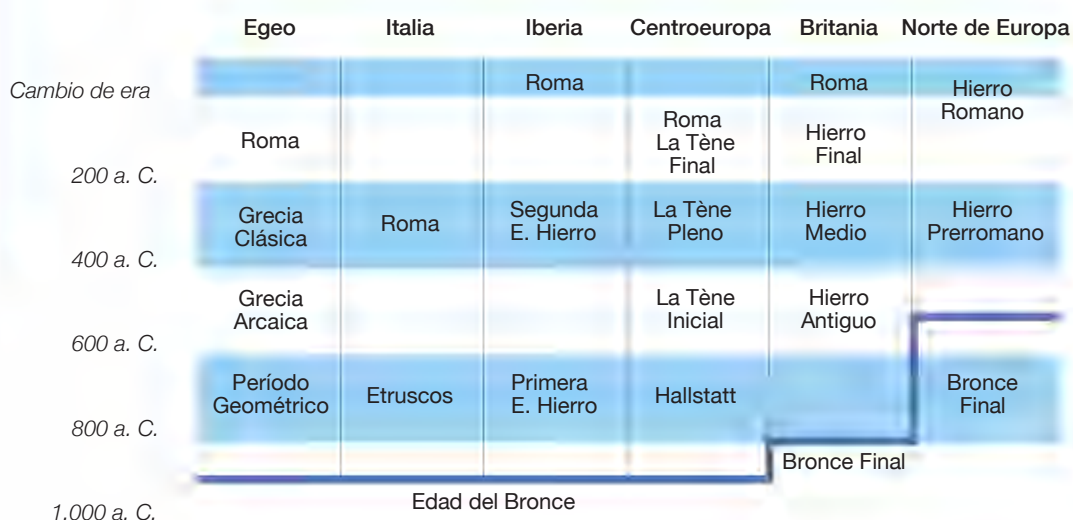 Egeo Italia Iberia Centroeuropa Britania Norte de Europa
Roma Roma Hierro
Cambio de era
Romano
Roma Roma Hierro
La Tène Final
Final
200 a. C.
Grecia Roma Segunda La Tène Hierro Hierro
Clásica E. Hierro Pleno Medio Prerromano
400 a. C.
Grecia La Tène Hierro
Arcaica Inicial Antiguo
600 a. C.
Período Etruscos Primera Hallstatt Bronce
Geométrico E. Hierro Final
800 a. C.
Bronce Final
Edad del Bronce
1.000 a. C.